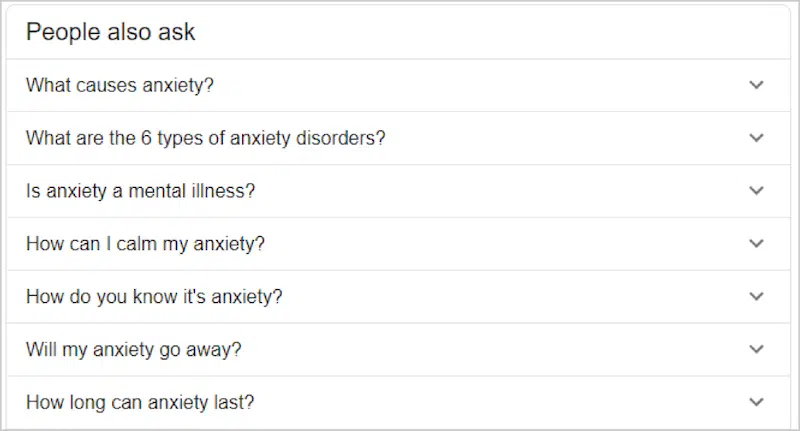 People also ask
What causes anxiety?
What are the 6 types of anxiety disorders?
Is anxiety a mental illness?
How can I calm my anxiety?
How do you know it's anxiety?
Will my anxiety go away?
How long can anxiety last?